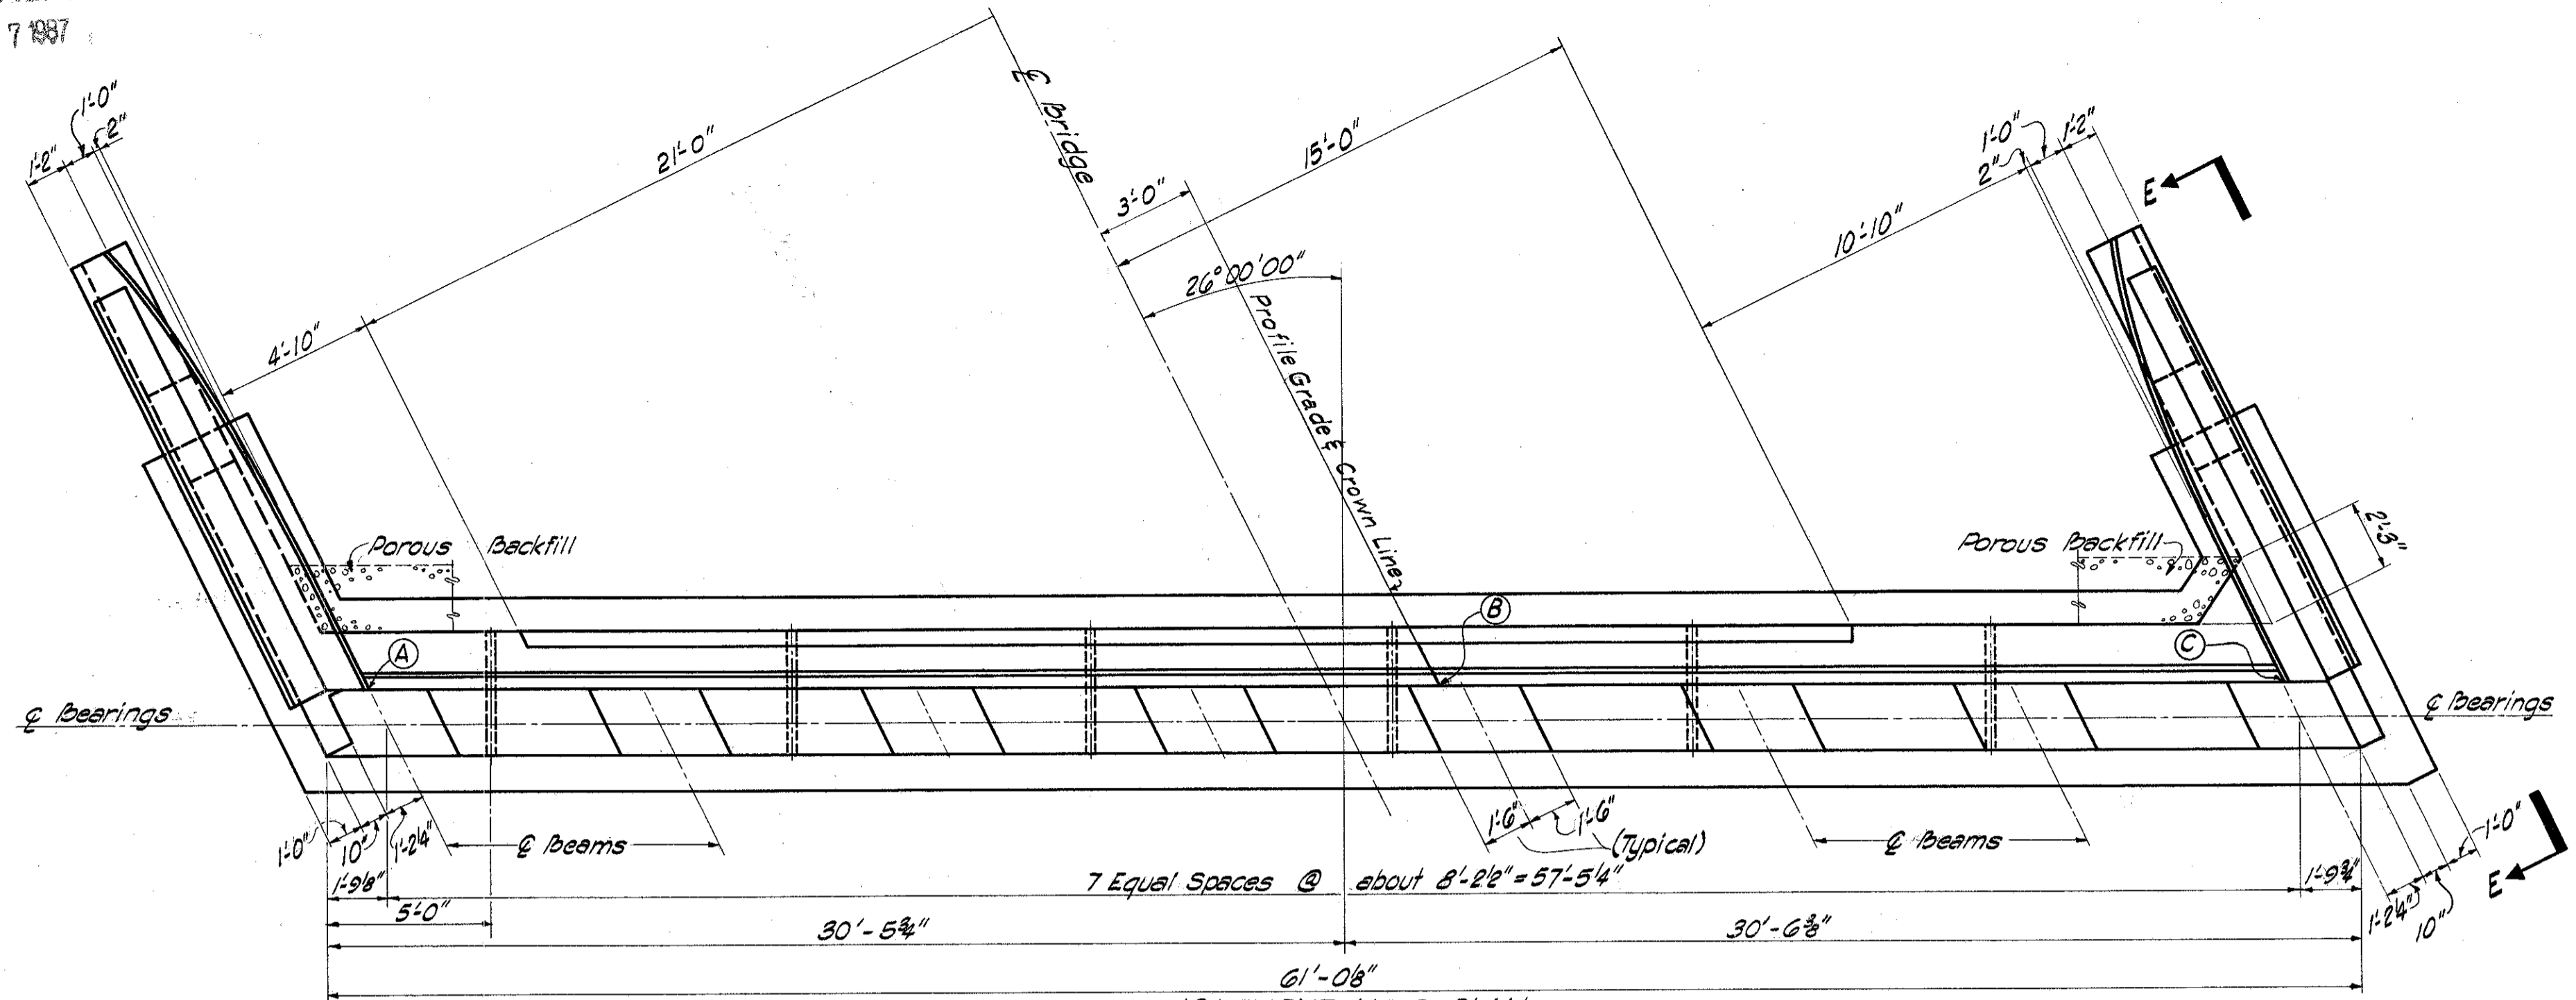 7 1987
1'-0"
2"
1'-2"
21'-0"
℄ Bridge
15'-0"
3'-0"
26°00'00"
Profile Grade & Crown Line
1'-0"
1'-2"
2"
10'-10"
E
4'-10"
Porous Backfill
Porous Backfill
2'-3"
A
B
C
℄ Bearings
℄ Bearings
1'-0"
10"
1'-2¼"
℄ Beams
1'-6"
1'-6"
(Typical)
℄ Beams
1'-0"
1'-2¼"
10"
E
1'-9⅛"
7 Equal Spaces @ about 8'-2½" = 57'-5¼"
1'-9¾"
5'-0"
30'-5¾"
30'-6⅜"
61'-0⅛"